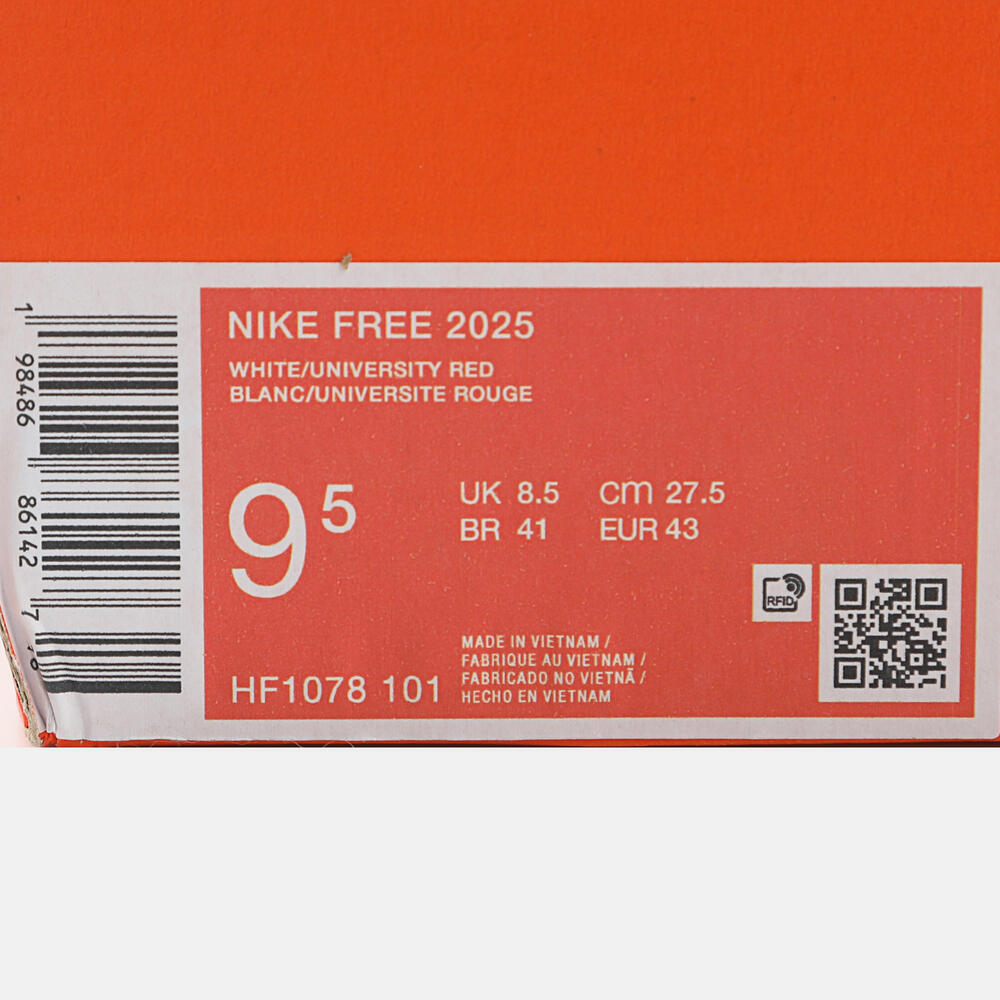 NIKE FREE 2025
WHITE/UNIVERSITY RED
BLANC/UNIVERSITE ROUGE
9 5
UK 8.5 cm 27.5
BR 41 EUR 43
RFID
MADE IN VIETNAM /
FABRIQUE AU VIETNAM /
FABRICADO NO VIETNÃ /
HECHO EN VIETNAM
HF1078 101
1 98486 86142 7